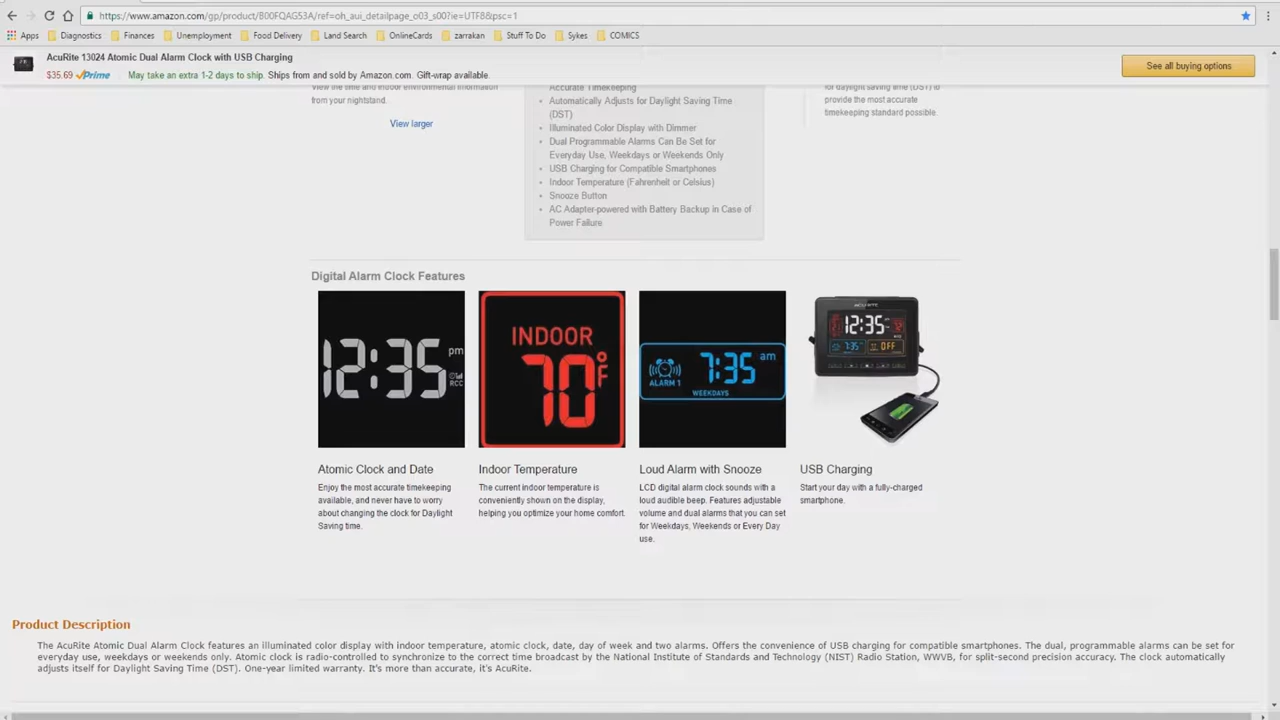 https://www.amazon.com/gp/product/B00FQAGS3A/ref=oh_aui_detailpage_o03_s00?ie=UTF8&psc=1
Apps Diagnostics Finances Unemployment Food Delivery Land Search OnlineCards zarrakan Stuff To Do Sykes COMICS
AcuRite 13024 Atomic Dual Alarm Clock with USB Charging
$35.69 Prime May take an extra 1-2 days to ship. Ships from and sold by Amazon.com. Gift-wrap available.
See all buying options
View the time and indoor environmental information
from your nightstand.
View larger
Accurate Timekeeping
• Automatically Adjusts for Daylight Saving Time
(DST)
• Illuminated Color Display with Dimmer
• Dual Programmable Alarms Can Be Set for
Everyday Use, Weekdays or Weekends Only
• USB Charging for Compatible Smartphones
• Indoor Temperature (Fahrenheit or Celsius)
• Snooze Button
• AC Adapter-powered with Battery Backup in Case of
Power Failure
for daylight saving time (DST) to
provide the most accurate
timekeeping standard possible.
Digital Alarm Clock Features
12:35 pm
RCC
INDOOR
70°F
ALARM 1 7:35 am
WEEKDAYS
ACURITE
12:35 pm 72
7:35 OFF
Atomic Clock and Date
Enjoy the most accurate timekeeping
available, and never have to worry
about changing the clock for Daylight
Saving time.
Indoor Temperature
The current indoor temperature is
conveniently shown on the display,
helping you optimize your home comfort.
Loud Alarm with Snooze
LCD digital alarm clock sounds with a
loud audible beep. Features adjustable
volume and dual alarms that you can set
for Weekdays, Weekends or Every Day
use.
USB Charging
Start your day with a fully-charged
smartphone.
Product Description
The AcuRite Atomic Dual Alarm Clock features an illuminated color display with indoor temperature, atomic clock, date, day of week and two alarms. Offers the convenience of USB charging for compatible smartphones. The dual, programmable alarms can be set for
everyday use, weekdays or weekends only. Atomic clock is radio-controlled to synchronize to the correct time broadcast by the National Institute of Standards and Technology (NIST) Radio Station, WWVB, for split-second precision accuracy. The clock automatically
adjusts itself for Daylight Saving Time (DST). One-year limited warranty. It's more than accurate, it's AcuRite.